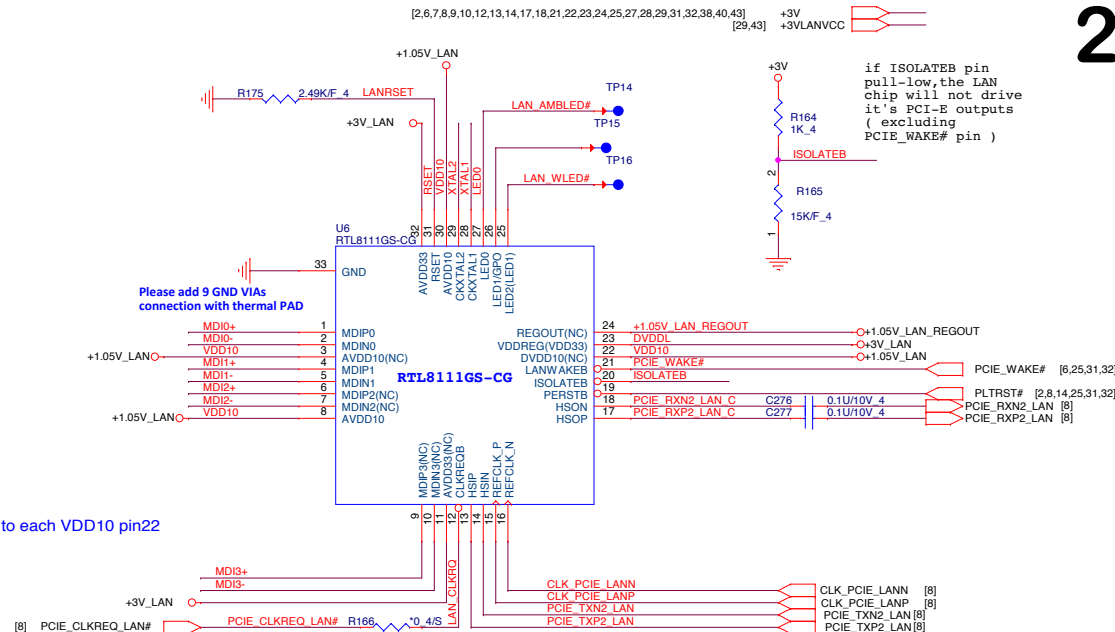 [2,6,7,8,9,10,12,13,14,17,18,21,22,23,24,25,27,28,29,31,32,38,40,43] +3V
[29,43] +3VLANVCC
2
+1.05V_LAN
R175 2.49K/F_4 LANRSET
+3V_LAN
LAN_AMBLED#
TP14
TP15
TP16
LAN_WLED#
+3V
R164
1K_4
ISOLATEB
2
R165
15K/F_4
1
if ISOLATEB pin
pull-low,the LAN
chip will not drive
it's PCI-E outputs
( excluding
PCIE_WAKE# pin )
RSET
VDD10
XTAL2
XTAL1
LED0
32
31
30
29
28
27
26
25
U6
RTL8111GS-CG
AVDD33
RSET
AVDD10
CKXTAL2
CKXTAL1
LED0
LED1/GPO
LED2(LED1)
33 GND
Please add 9 GND VIAs
connection with thermal PAD
MDI0+ 1 MDIP0
MDI0- 2 MDIN0
+1.05V_LAN VDD10 3 AVDD10(NC)
MDI1+ 4 MDIP1
MDI1- 5 MDIN1
MDI2+ 6 MDIP2(NC)
MDI2- 7 MDIN2(NC)
+1.05V_LAN VDD10 8 AVDD10
RTL8111GS-CG
REGOUT(NC) 24 +1.05V_LAN_REGOUT +1.05V_LAN_REGOUT
VDDREG(VDD33) 23 DVDDL +3V_LAN
DVDD10(NC) 22 VDD10 +1.05V_LAN
LANWAKEB 21 PCIE_WAKE# PCIE_WAKE# [6,25,31,32]
ISOLATEB 20 ISOLATEB
PERSTB 19 PLTRST# [2,8,14,25,31,32]
HSON 18 PCIE_RXN2_LAN_C C276 0.1U/10V_4 PCIE_RXN2_LAN [8]
HSOP 17 PCIE_RXP2_LAN_C C277 0.1U/10V_4 PCIE_RXP2_LAN [8]
MDIP3(NC)
MDIN3(NC)
AVDD33(NC)
CLKREQB
HSIP
HSIN
REFCLK_P
REFCLK_N
9
10
11
12
13
14
15
16
to each VDD10 pin22
MDI3+
MDI3-
+3V_LAN
LAN_CLKRQ
[8] PCIE_CLKREQ_LAN# PCIE_CLKREQ_LAN# R166 *0_4/S
CLK_PCIE_LANN CLK_PCIE_LANN [8]
CLK_PCIE_LANP CLK_PCIE_LANP [8]
PCIE_TXN2_LAN PCIE_TXN2_LAN [8]
PCIE_TXP2_LAN PCIE_TXP2_LAN [8]